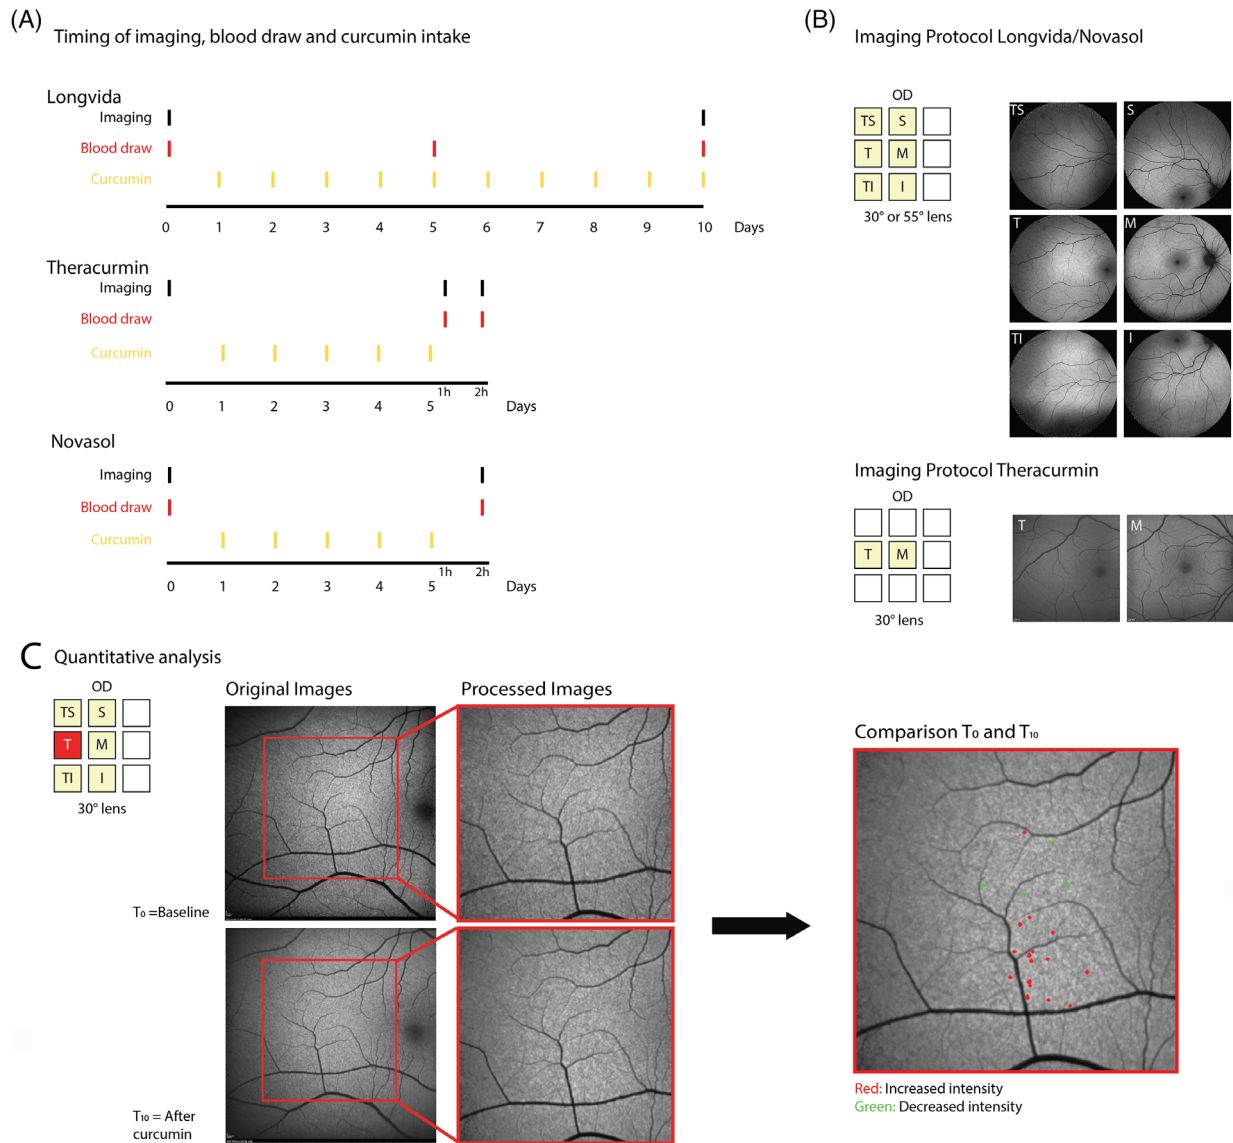 (A)
Timing of imaging, blood draw and curcumin intake
Longvida
Imaging
Blood draw
Curcumin
0 1 2 3 4 5 6 7 8 9 10 Days
Theracurmin
Imaging
Blood draw
Curcumin
1h 2h
0 1 2 3 4 5 Days
Novasol
Imaging
Blood draw
Curcumin
1h 2h
0 1 2 3 4 5 Days
(B)
Imaging Protocol Longvida/Novasol
OD
TS S
T M
TI I
30° or 55° lens
TS S
T M
TI I
Imaging Protocol Theracurmin
OD
T M
30° lens
T M
C Quantitative analysis
OD
TS S
T M
TI I
30° lens
Original Images
Processed Images
T₀ =Baseline
T₁₀ = After
curcumin
Comparison T₀ and T₁₀
Red: Increased intensity
Green: Decreased intensity